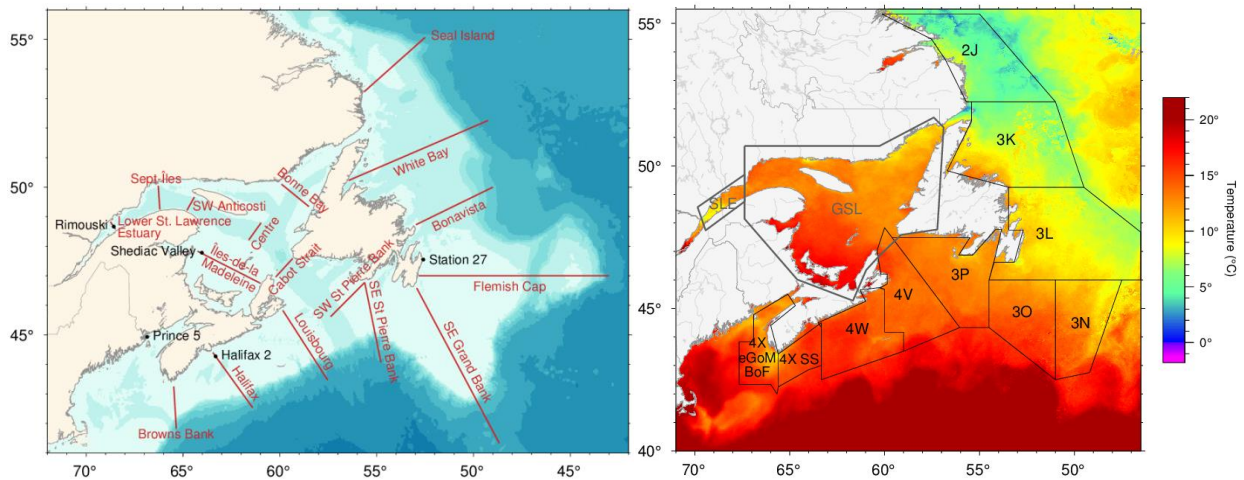 55°
50°
45°
70°
65°
60°
55°
50°
45°
Seal Island
White Bay
Bonne Bay
Sept-Îles
SW Anticosti
Rimouski
Lower St. Lawrence
Estuary
Centre
Bonavista
Shediac Valley
Îles-de-la
Madeleine
Cabot Strait
Station 27
Flemish Cap
SW St Pierre Bank
SE St Pierre Bank
Prince 5
Louisbourg
SE Grand Bank
Halifax 2
Halifax
Browns Bank
55°
50°
45°
40°
70°
65°
60°
55°
50°
2J
3K
SLE
GSL
3L
3P
4V
3O
3N
4W
4X
eGoM
BoF
4X SS
20°
15°
10°
5°
0°
Temperature (°C)